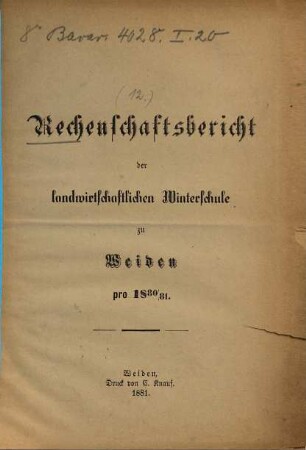 8° Bavar. 4028. I. 20
(12.)
Rechenschaftsbericht
der
landwirtschaftlichen Winterschule
zu
Weiden
pro 1880/81.
Weiden,
Druck von C. Knauf.
1881.